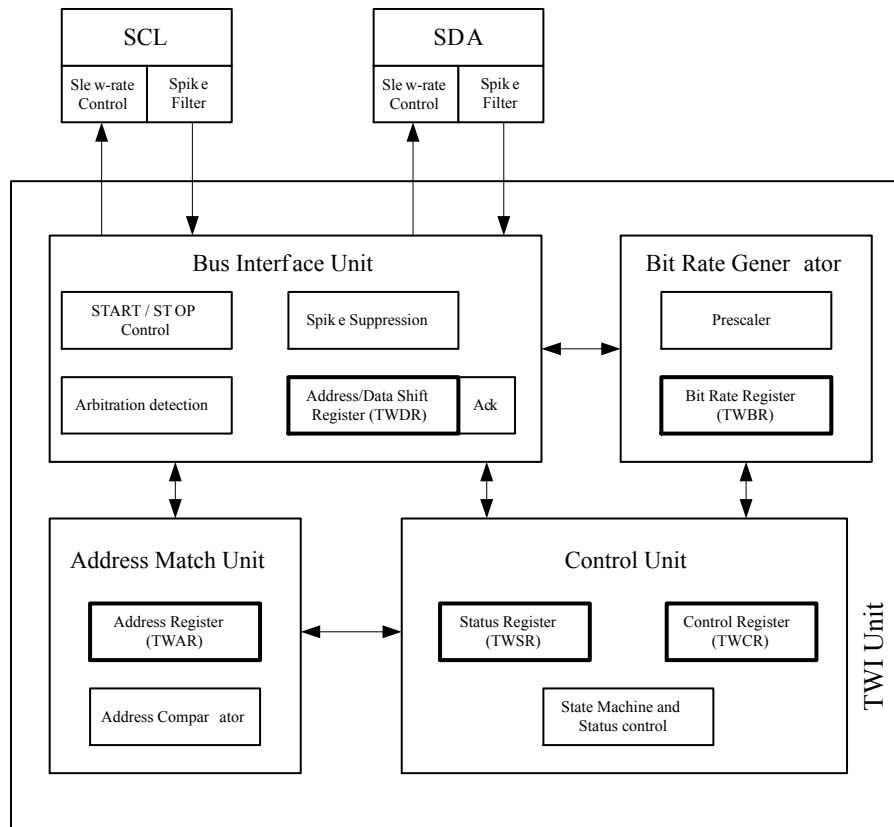 SCL
SDA
Slew-rate
Control
Spike
Filter
Slew-rate
Control
Spike
Filter
Bus Interface Unit
Bit Rate Generator
START / STOP
Control
Spike Suppression
Prescaler
Arbitration detection
Address/Data Shift
Register (TWDR)
Ack
Bit Rate Register
(TWBR)
Address Match Unit
Control Unit
Address Register
(TWAR)
Status Register
(TWSR)
Control Register
(TWCR)
Address Comparator
State Machine and
Status control
TWI Unit